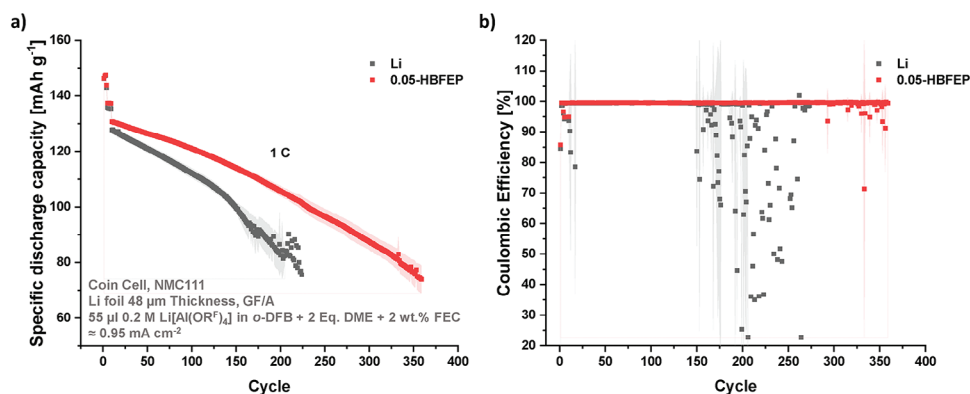 a)
160
140
120
100
80
60
0
50
100
150
200
250
300
350
400
Specific discharge capacity [mAh g⁻¹]
Cycle
Li
0.05-HBFEP
1 C
Coin Cell, NMC111
Li foil 48 µm Thickness, GF/A
55 µl 0.2 M Li[Al(ORᶠ)₄] in o-DFB + 2 Eq. DME + 2 wt.% FEC
≈ 0.95 mA cm⁻²
b)
120
110
100
90
80
70
60
50
40
30
20
0
50
100
150
200
250
300
350
400
Coulombic Efficiency [%]
Cycle
Li
0.05-HBFEP